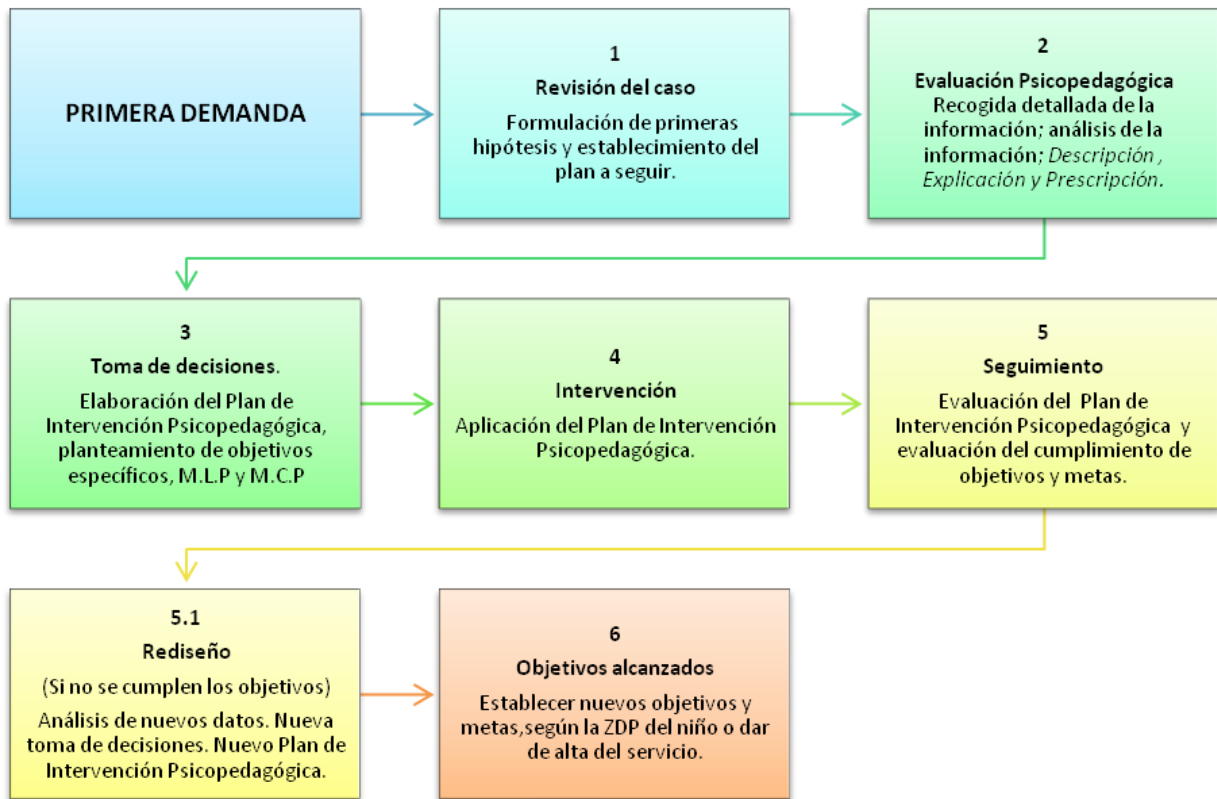 PRIMERA DEMANDA
1
Revisión del caso
Formulación de primeras
hipótesis y establecimiento del
plan a seguir.
2
Evaluación Psicopedagógica
Recogida detallada de la
información; análisis de la
información; Descripción ,
Explicación y Prescripción.
3
Toma de decisiones.
Elaboración del Plan de
Intervención Psicopedagógica,
planteamiento de objetivos
específicos, M.L.P y M.C.P
4
Intervención
Aplicación del Plan de Intervención
Psicopedagógica.
5
Seguimiento
Evaluación del Plan de
Intervención Psicopedagógica y
evaluación del cumplimiento de
objetivos y metas.
5.1
Rediseño
(Si no se cumplen los objetivos)
Análisis de nuevos datos. Nueva
toma de decisiones. Nuevo Plan de
Intervención Psicopedagógica.
6
Objetivos alcanzados
Establecer nuevos objetivos y
metas,según la ZDP del niño o dar
de alta del servicio.